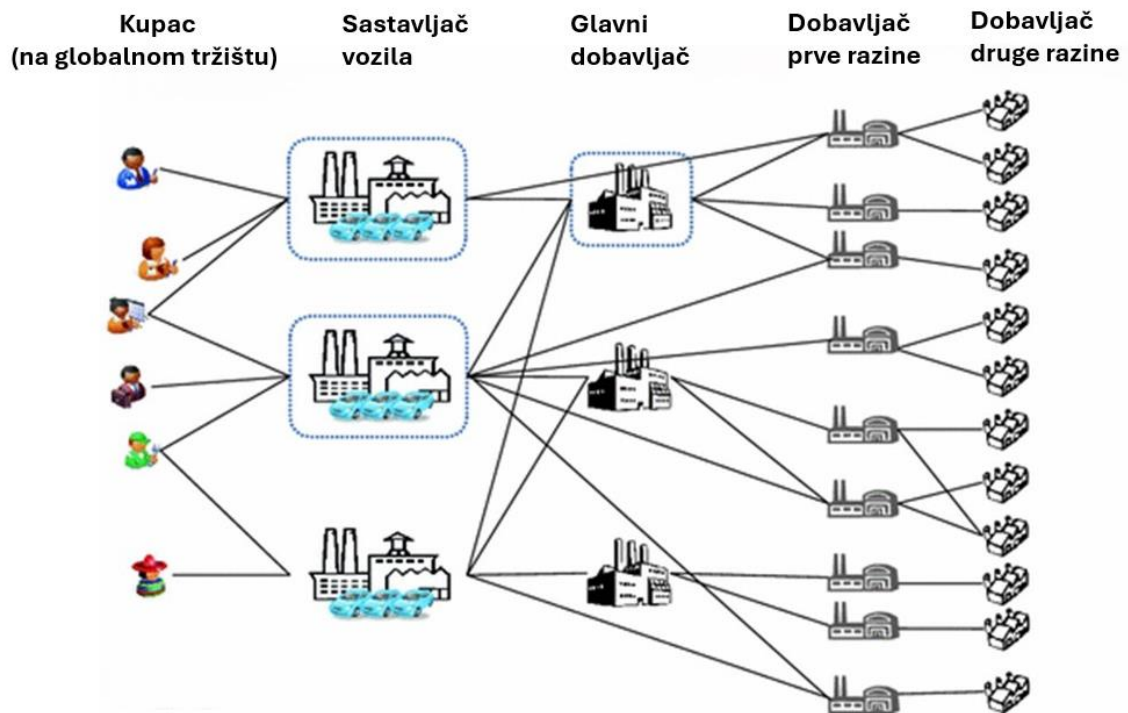 Kupac
(na globalnom tržištu)
Sastavljač
vozila
Glavni
dobavljač
Dobavljač
prve razine
Dobavljač
druge razine